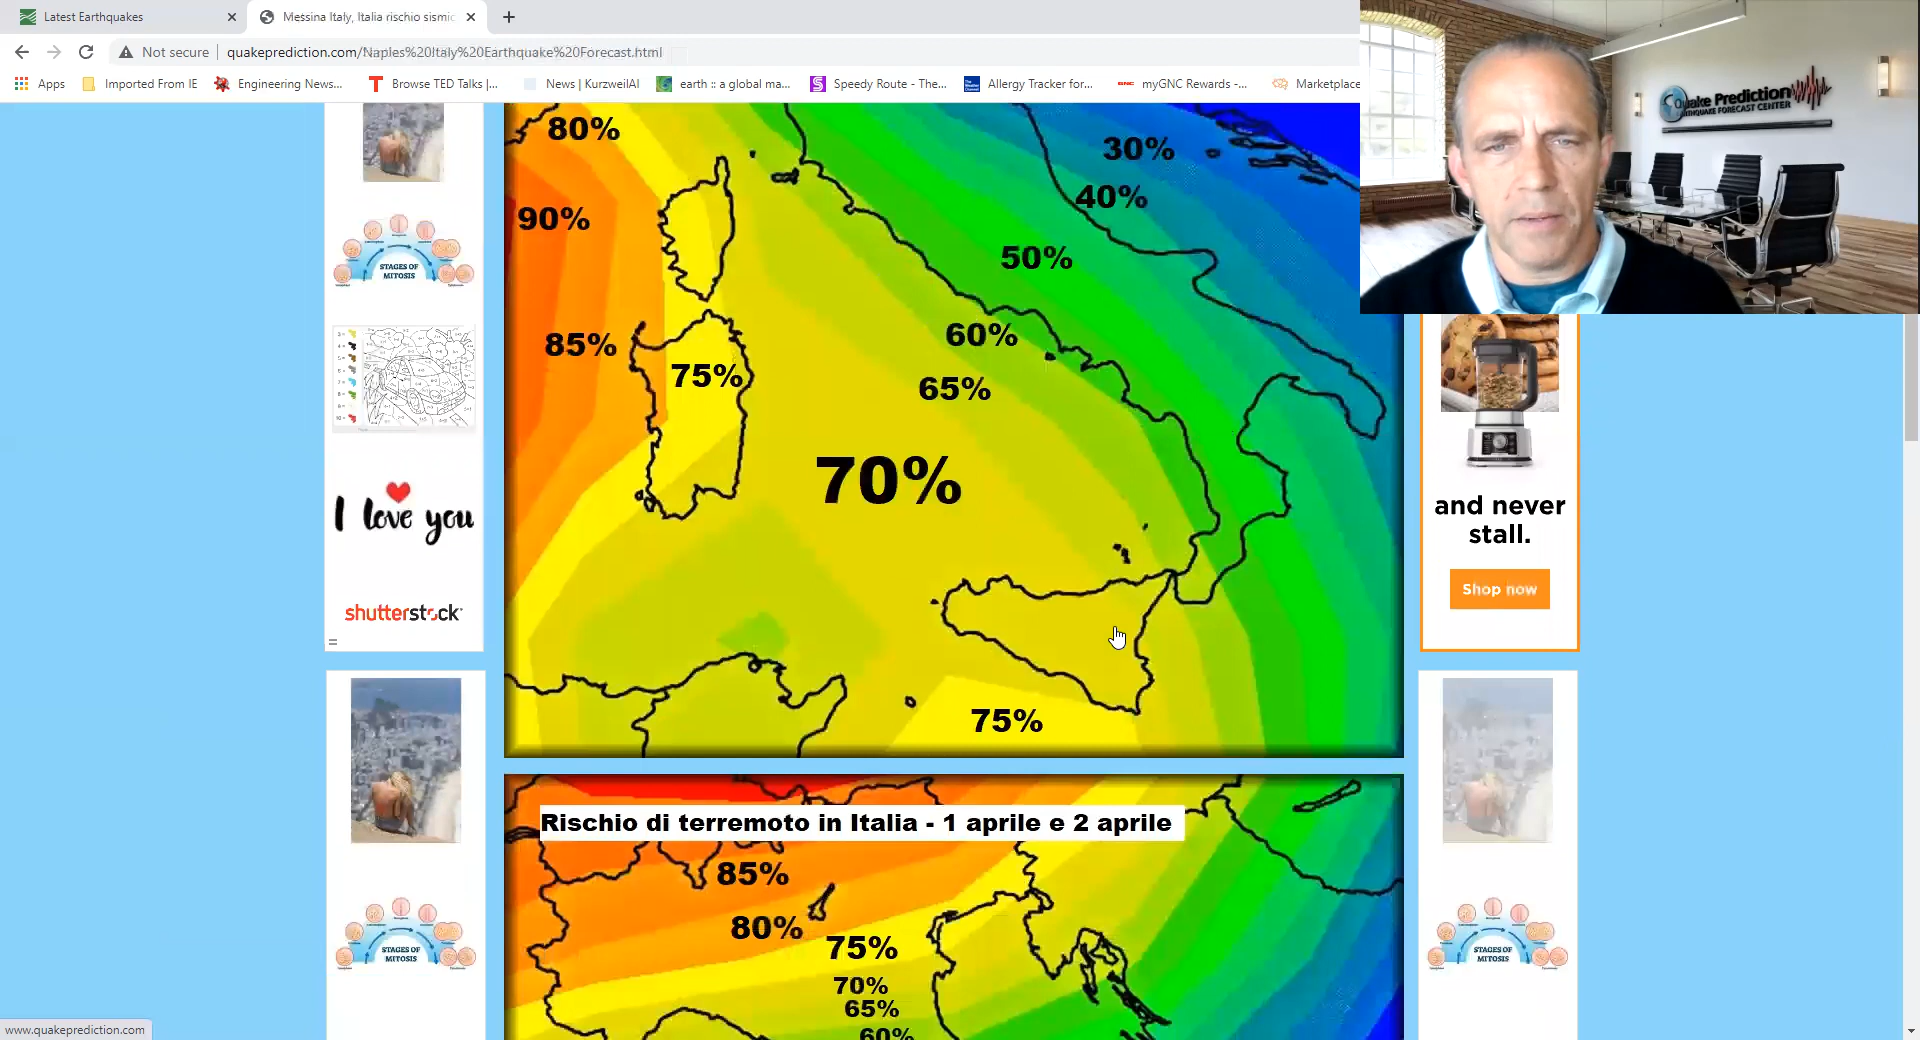 Latest Earthquakes
Messina Italy, Italia rischio sismic
Not secure
quakeprediction.com/Naples%20Italy%20Earthquake%20Forecast.html
Apps
Imported From IE
Engineering News...
Browse TED Talks |...
News | KurzweilAI
earth :: a global ma...
Speedy Route - The...
Allergy Tracker for...
myGNC Rewards -...
Marketplace
Quake Prediction
EARTHQUAKE FORECAST CENTER
80%
30%
40%
90%
50%
60%
85%
75%
65%
70%
75%
STAGES OF
MITOSIS
I love you
shutterstock
and never
stall.
Shop now
Rischio di terremoto in Italia - 1 aprile e 2 aprile
85%
80%
75%
70%
65%
60%
STAGES OF
MITOSIS
STAGES OF
MITOSIS
www.quakeprediction.com